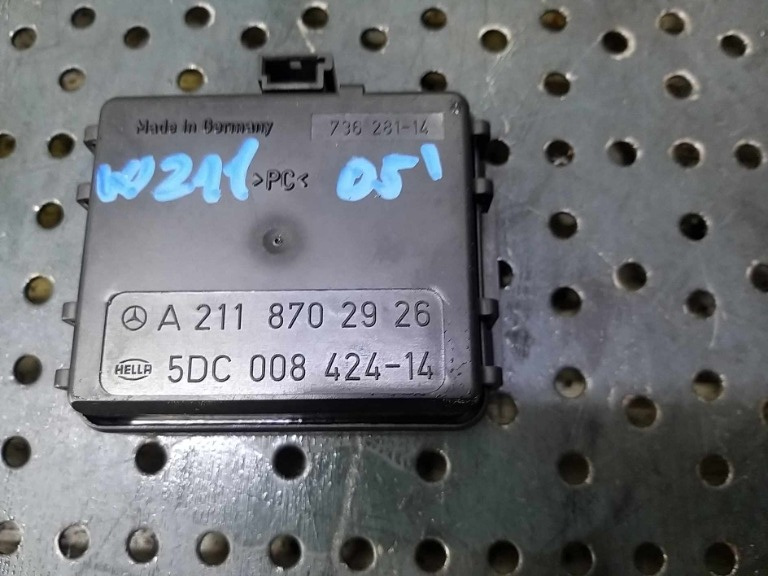 Made in Germany 736 281-14
W211 >PC< 05'
A 211 870 29 26
HELLA 5DC 008 424-14